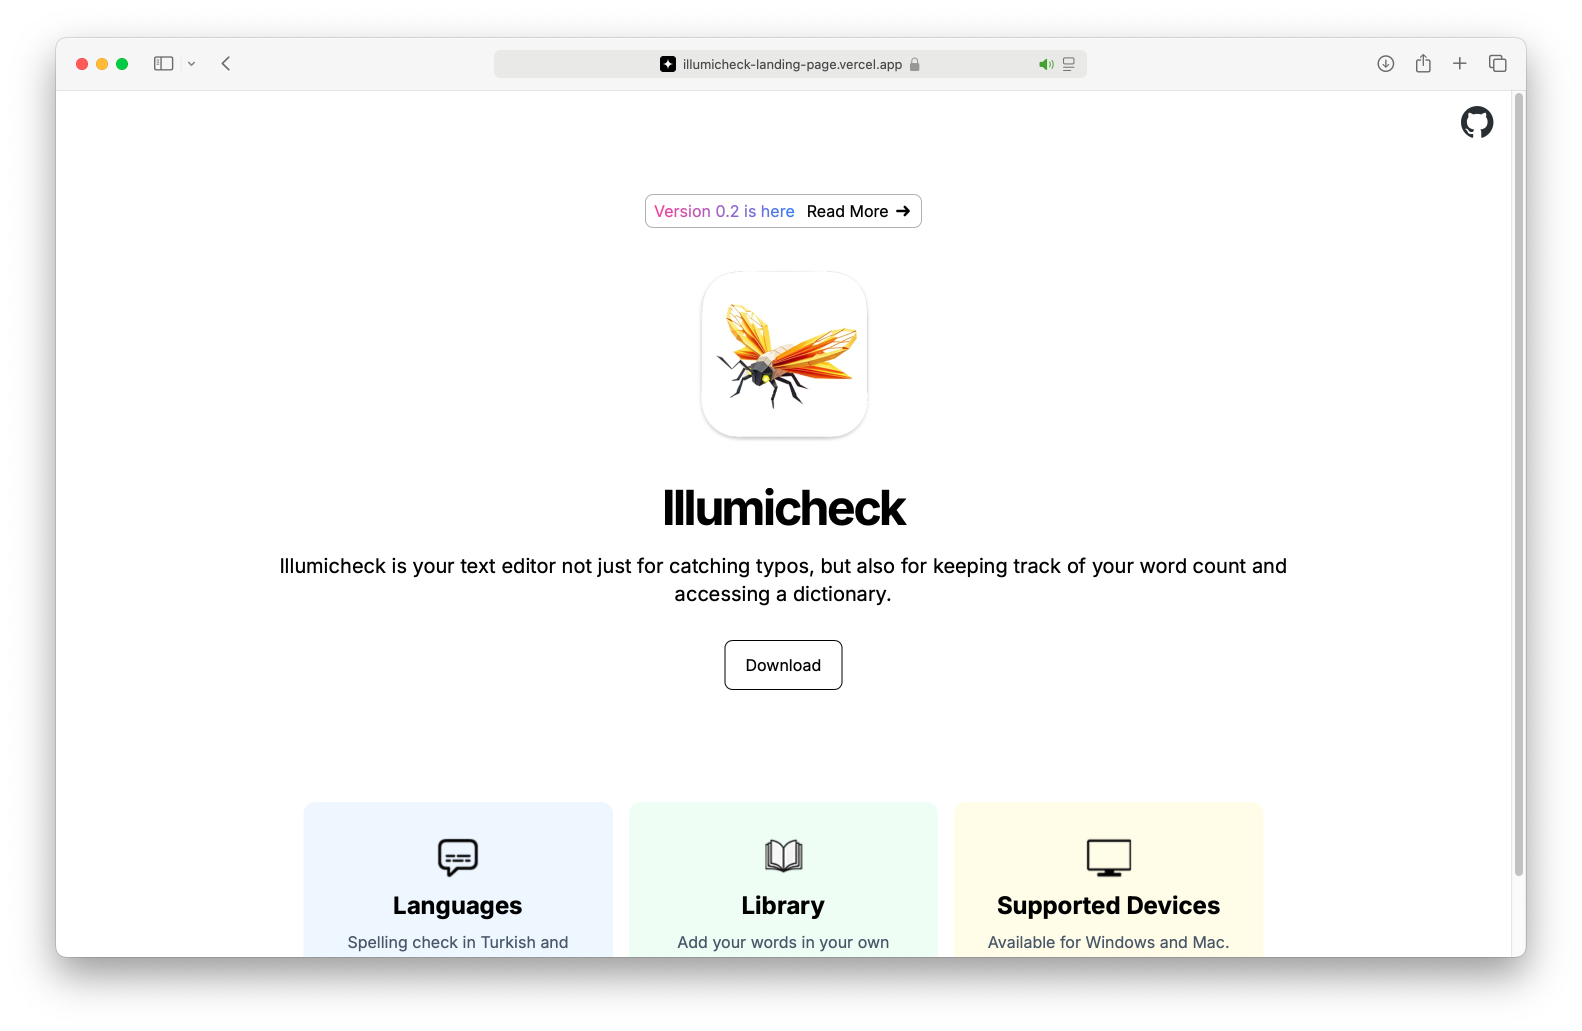 illumicheck-landing-page.vercel.app
Version 0.2 is here Read More →
Illumicheck
Illumicheck is your text editor not just for catching typos, but also for keeping track of your word count and
accessing a dictionary.
Download
Languages
Spelling check in Turkish and
Library
Add your words in your own
Supported Devices
Available for Windows and Mac.